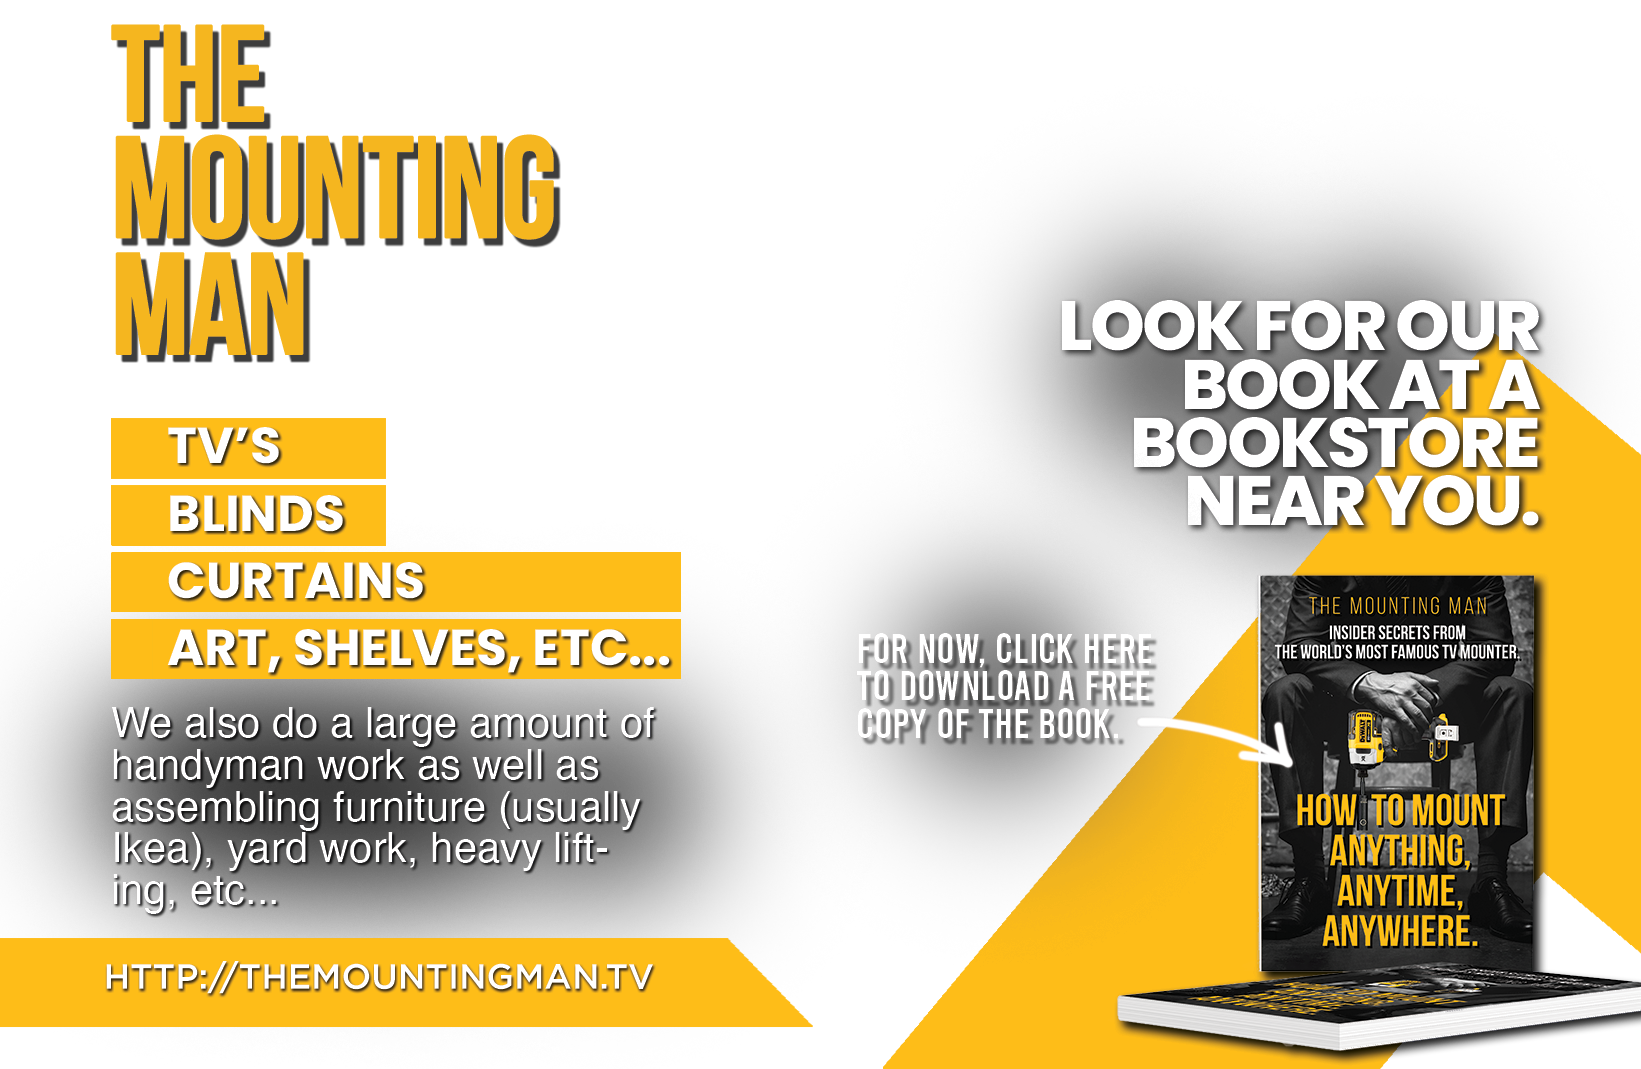 THE
MOUNTING
MAN
TV'S
BLINDS
CURTAINS
ART, SHELVES, ETC...
We also do a large amount of
handyman work as well as
assembling furniture (usually
Ikea), yard work, heavy lift-
ing, etc...
HTTP://THEMOUNTINGMAN.TV
LOOK FOR OUR
BOOK AT A
BOOKSTORE
NEAR YOU.
FOR NOW, CLICK HERE
TO DOWNLOAD A FREE
COPY OF THE BOOK.
THE MOUNTING MAN
INSIDER SECRETS FROM
THE WORLD'S MOST FAMOUS TV MOUNTER.
DEWALT
HOW TO MOUNT
ANYTHING,
ANYTIME,
ANYWHERE.